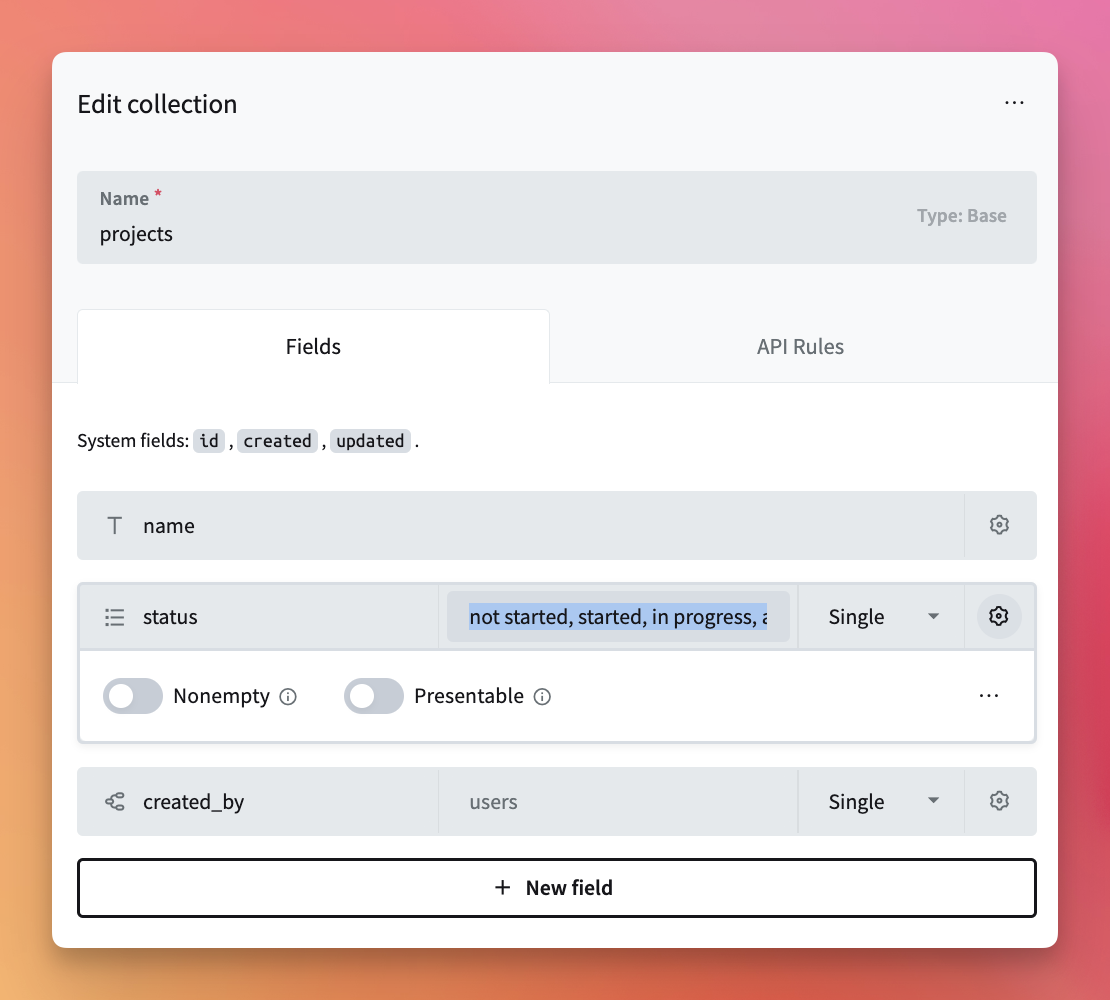 Edit collection
Name *
projects
Type: Base
Fields
API Rules
System fields: id , created , updated .
name
status
not started, started, in progress, a
Single
Nonempty
Presentable
created_by
users
Single
+ New field